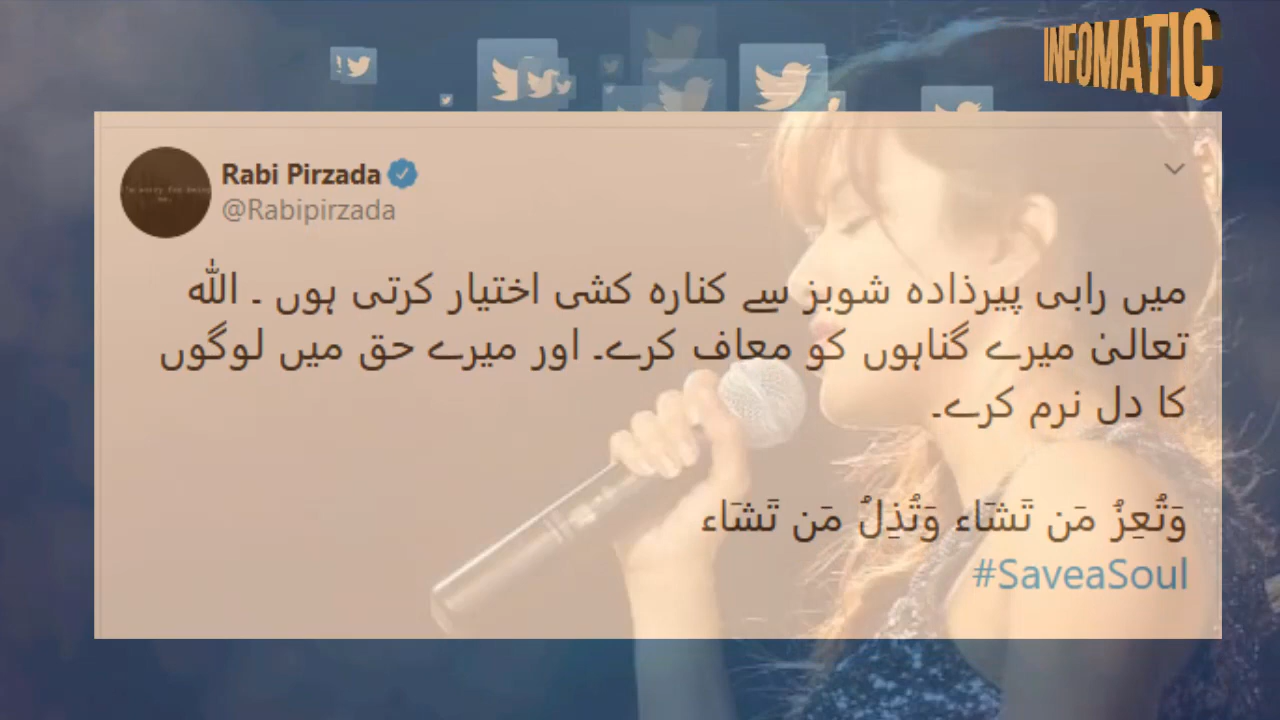 INFOMATIC
Rabi Pirzada
@Rabipirzada
میں رابی پیرذادہ شوبز سے کنارہ کشی اختیار کرتی ہوں ۔ اللہ
تعالیٰ میرے گناہوں کو معاف کرے۔ اور میرے حق میں لوگوں
کا دل نرم کرے۔
وَتُعِزُ مَن تَشَاء وَتُذِلُ مَن تَشَاء
#SaveaSoul